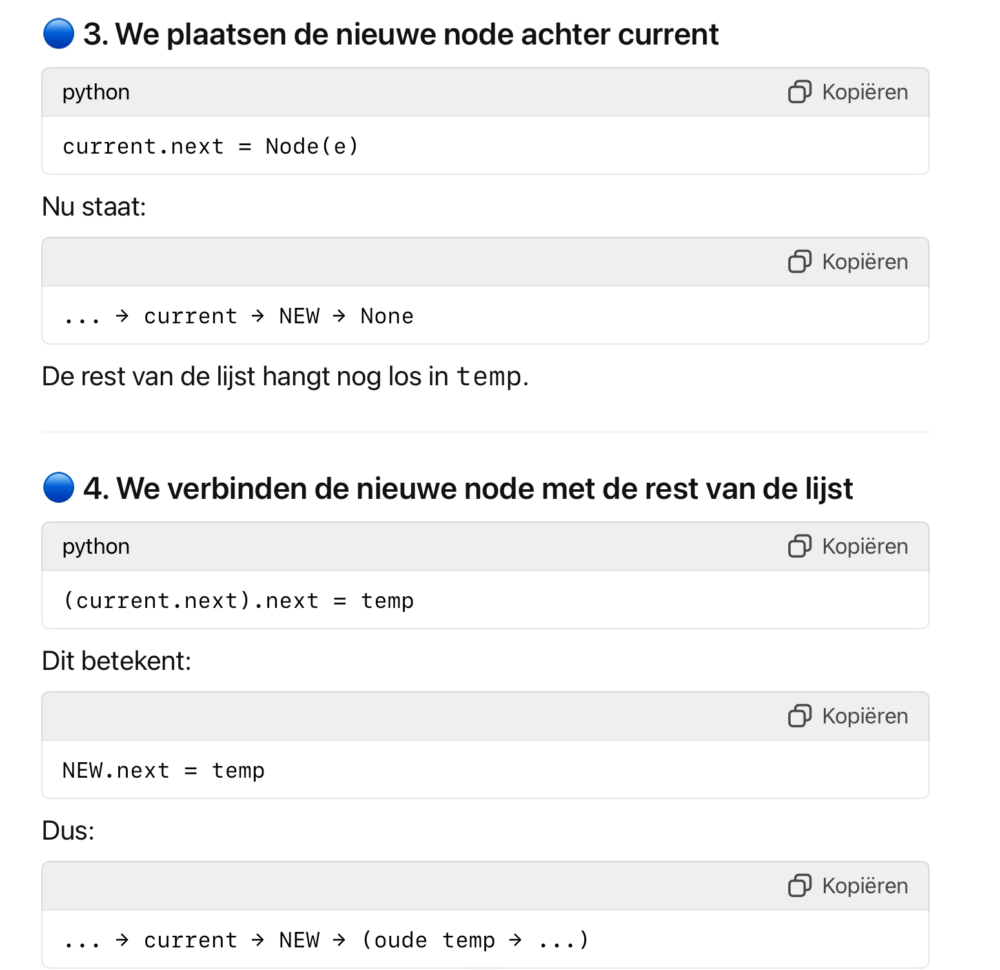 🔵 3. We plaatsen de nieuwe node achter current
python
Kopiëren
current.next = Node(e)
Nu staat:
Kopiëren
... → current → NEW → None
De rest van de lijst hangt nog los in temp.
🔵 4. We verbinden de nieuwe node met de rest van de lijst
python
Kopiëren
(current.next).next = temp
Dit betekent:
Kopiëren
NEW.next = temp
Dus:
Kopiëren
... → current → NEW → (oude temp → ...)